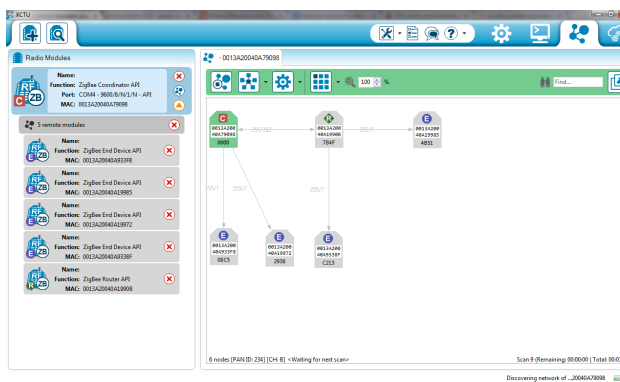 XCTU
Radio Modules
Name:
Function: ZigBee Coordinator API
Port: COM4 - 9600/8/N/1/N - API
MAC: 0013A20040A79098
5 remote modules
Name:
Function: ZigBee End Device API
MAC: 0013A20040A933F8
Name:
Function: ZigBee End Device API
MAC: 0013A20040A19985
Name:
Function: ZigBee End Device API
MAC: 0013A20040A19972
Name:
Function: ZigBee End Device API
MAC: 0013A20040A9338F
Name:
Function: ZigBee Router API
MAC: 0013A20040A1990B
- 0013A20040A79098
100 %
Find...
C
0013A200
40A79098
0000
255/252
R
0013A200
40A1990B
7B4F
255/?
E
0013A200
40A19985
4B51
255/?
255/?
E
0013A200
40A933F8
0BC5
E
0013A200
40A19972
2938
E
0013A200
40A9338F
C213
6 nodes [PAN ID: 234] [CH: B] <Waiting for next scan>
Scan 9 (Remaining: 00:00:00 | Total: 00:0
Discovering network of ...20040A79098